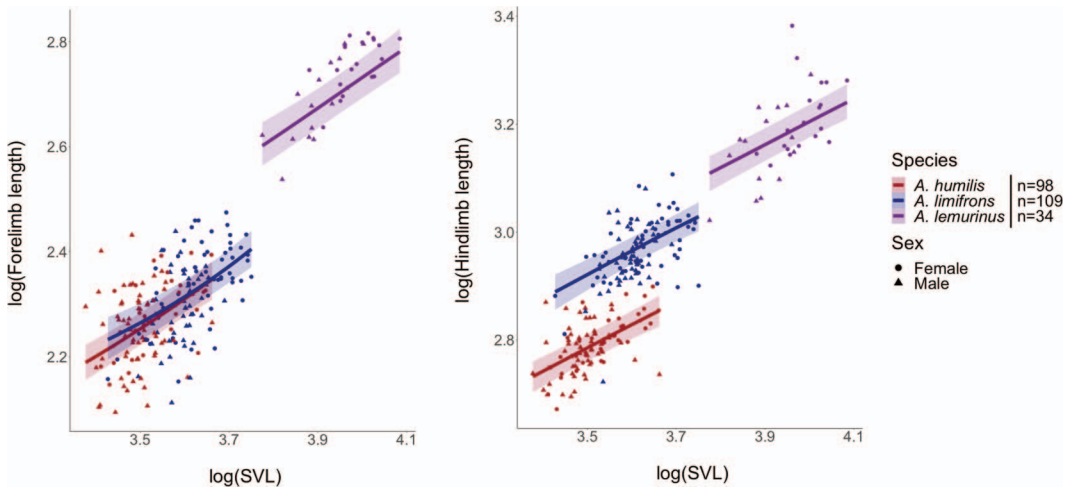 log(Forelimb length)
2.8
2.6
2.4
2.2
3.5 3.7 3.9 4.1
log(SVL)
log(Hindlimb length)
3.4
3.2
3.0
2.8
3.5 3.7 3.9 4.1
log(SVL)
Species
A. humilis n=98
A. limifrons n=109
A. lemurinus n=34
Sex
Female
Male